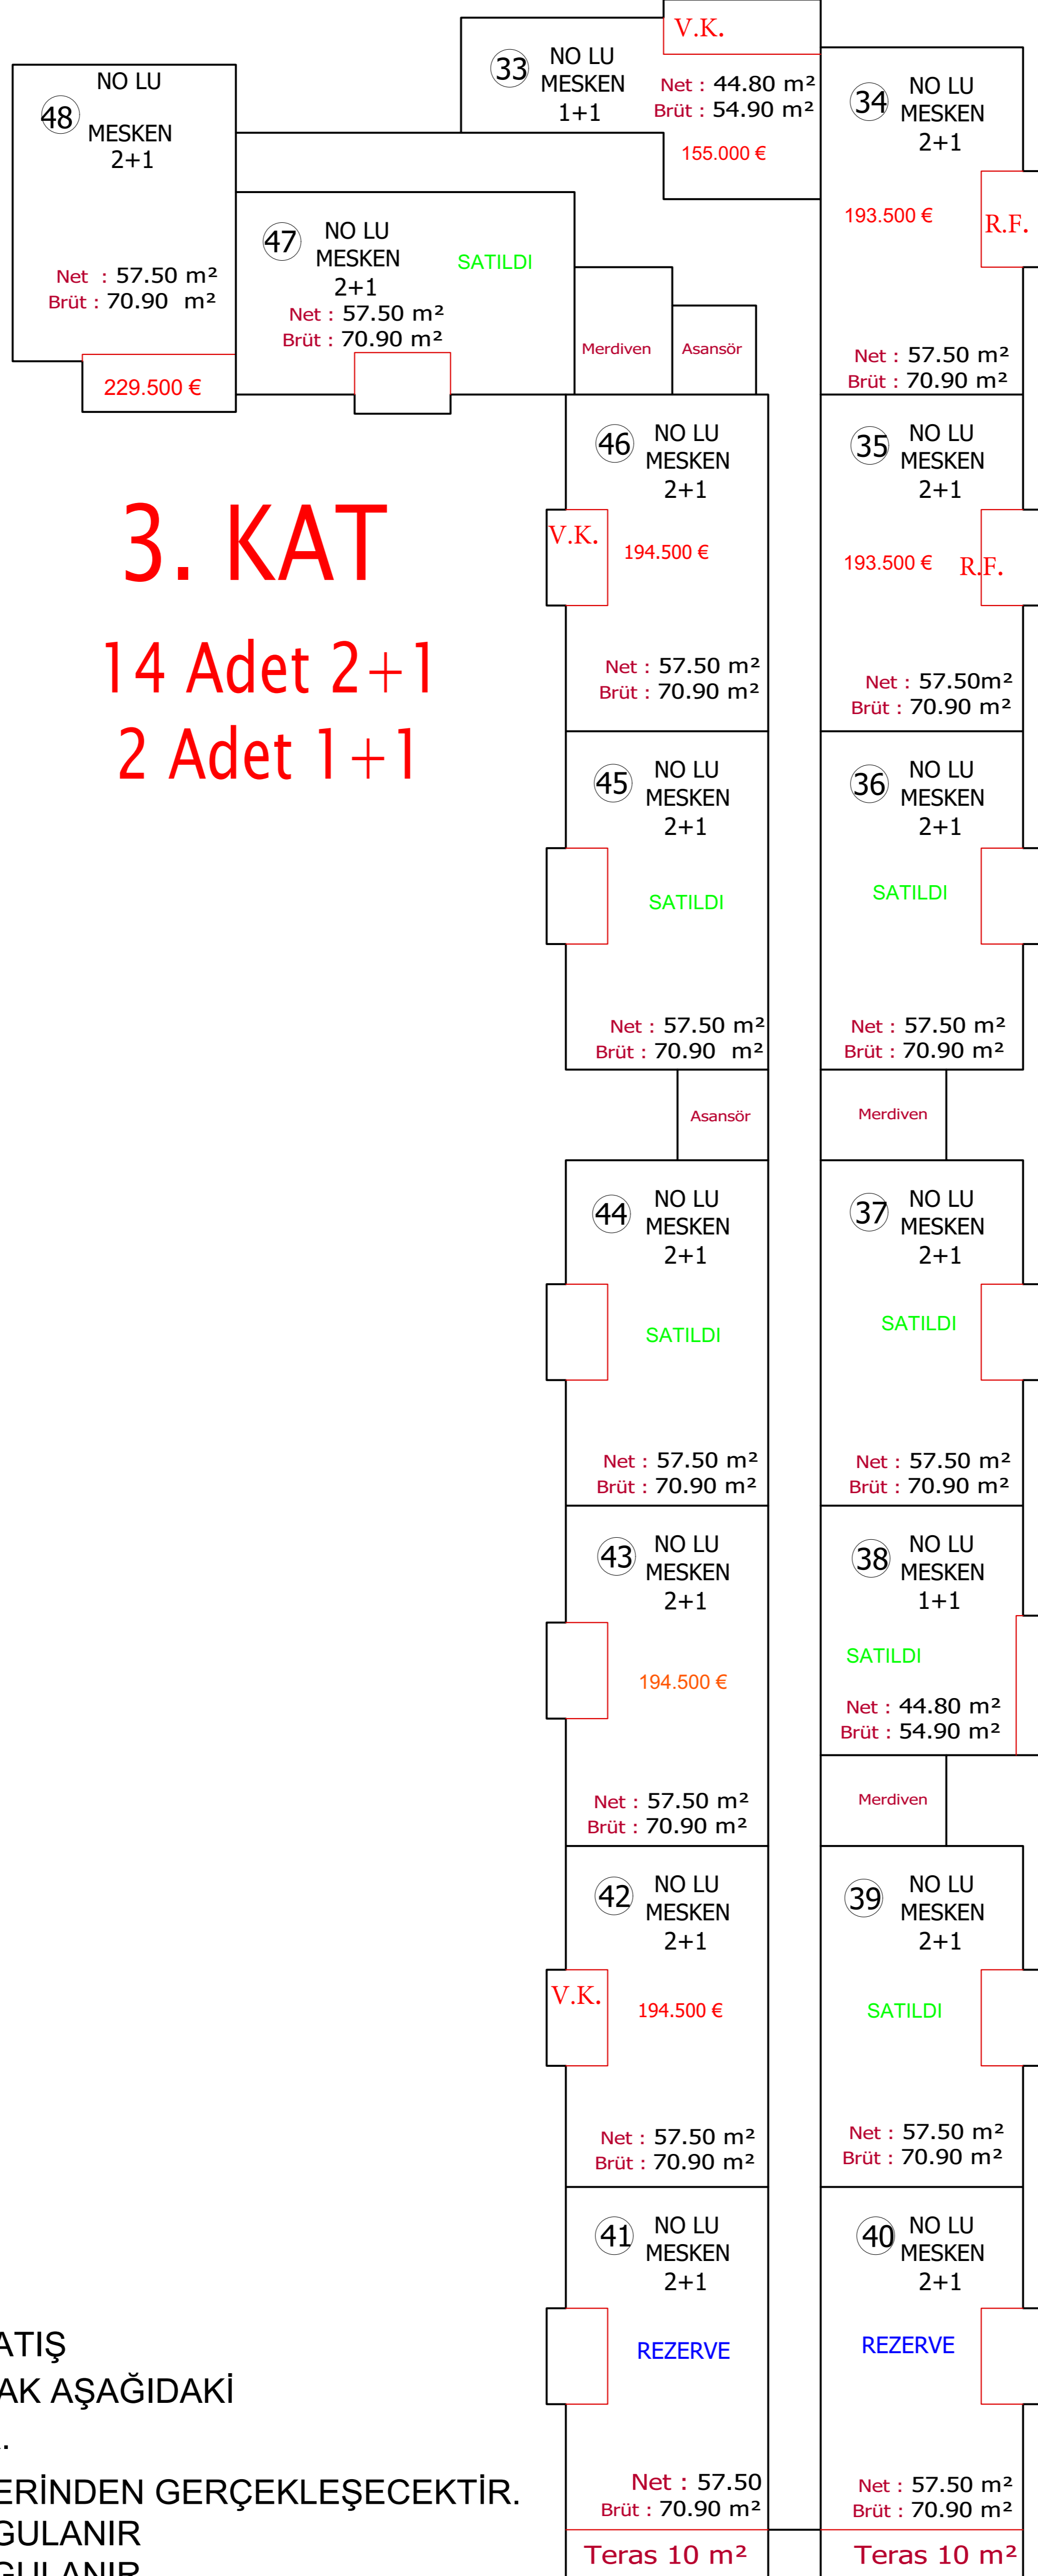 V.K.
33 NO LU
MESKEN
1+1
Net : 44.80 m²
Brüt : 54.90 m²
155.000 €
34 NO LU
MESKEN
2+1
193.500 €
R.F.
Net : 57.50 m²
Brüt : 70.90 m²
NO LU
48
MESKEN
2+1
Net : 57.50 m²
Brüt : 70.90 m²
229.500 €
47 NO LU
MESKEN
2+1
SATILDI
Net : 57.50 m²
Brüt : 70.90 m²
Merdiven
Asansör
3. KAT
14 Adet 2+1
2 Adet 1+1
46 NO LU
MESKEN
2+1
V.K.
194.500 €
Net : 57.50 m²
Brüt : 70.90 m²
35 NO LU
MESKEN
2+1
193.500 €
R.F.
Net : 57.50m²
Brüt : 70.90 m²
45 NO LU
MESKEN
2+1
SATILDI
Net : 57.50 m²
Brüt : 70.90 m²
36 NO LU
MESKEN
2+1
SATILDI
Net : 57.50 m²
Brüt : 70.90 m²
Asansör
Merdiven
44 NO LU
MESKEN
2+1
SATILDI
Net : 57.50 m²
Brüt : 70.90 m²
37 NO LU
MESKEN
2+1
SATILDI
Net : 57.50 m²
Brüt : 70.90 m²
43 NO LU
MESKEN
2+1
194.500 €
Net : 57.50 m²
Brüt : 70.90 m²
38 NO LU
MESKEN
1+1
SATILDI
Net : 44.80 m²
Brüt : 54.90 m²
Merdiven
42 NO LU
MESKEN
2+1
V.K.
194.500 €
Net : 57.50 m²
Brüt : 70.90 m²
39 NO LU
MESKEN
2+1
SATILDI
Net : 57.50 m²
Brüt : 70.90 m²
41 NO LU
MESKEN
2+1
REZERVE
Net : 57.50
Brüt : 70.90 m²
Teras 10 m²
40 NO LU
MESKEN
2+1
REZERVE
Net : 57.50 m²
Brüt : 70.90 m²
Teras 10 m²
ATIŞ
AK AŞAĞIDAKİ
.
ERİNDEN GERÇEKLEŞECEKTİR.
GULANIR
GULANIR